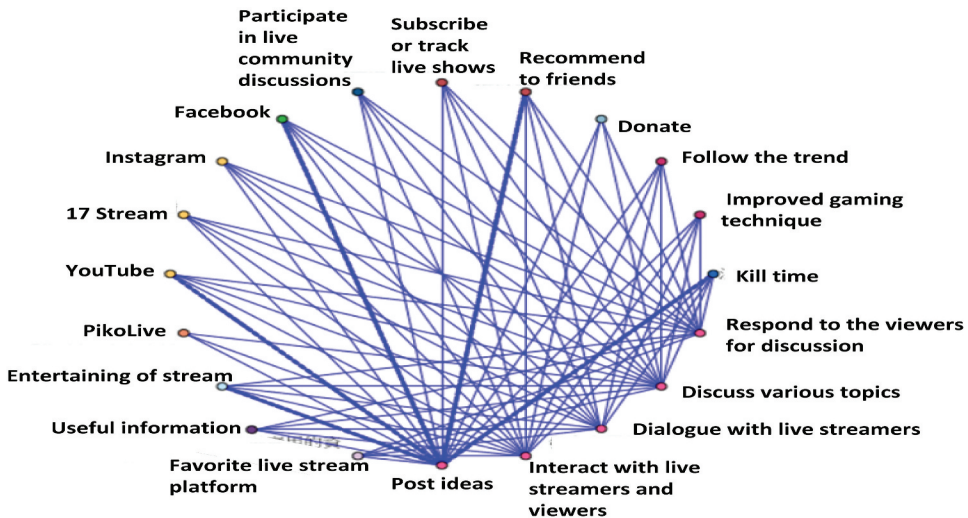 Participate
in live
community
discussions
Subscribe
or track
live shows
Recommend
to friends
Facebook
Donate
Instagram
Follow the trend
17 Stream
Improved gaming
technique
YouTube
Kill time
PikoLive
Respond to the viewers
for discussion
Entertaining of stream
Discuss various topics
Useful information
Dialogue with live streamers
Favorite live stream
platform
Post ideas
Interact with live
streamers and
viewers